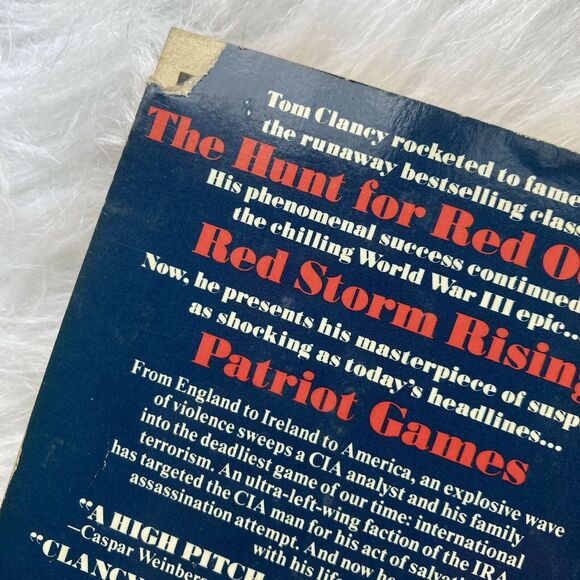 Tom Clancy rocketed to fame
the runaway bestselling class
The Hunt for Red O
His phenomenal success continued
the chilling World War III epic...
Red Storm Rising
Now, he presents his masterpiece of susp
as shocking as today's headlines...
Patriot Games
From England to Ireland to America, an explosive wave
of violence sweeps a CIA analyst and his family
into the deadliest game of our time: international
terrorism. An ultra-left-wing faction of the IRA
has targeted the CIA man for his act of salva
assassination attempt. And now he
with his life
"A HIGH PITCH
—Caspar Weinber
"CLANCY